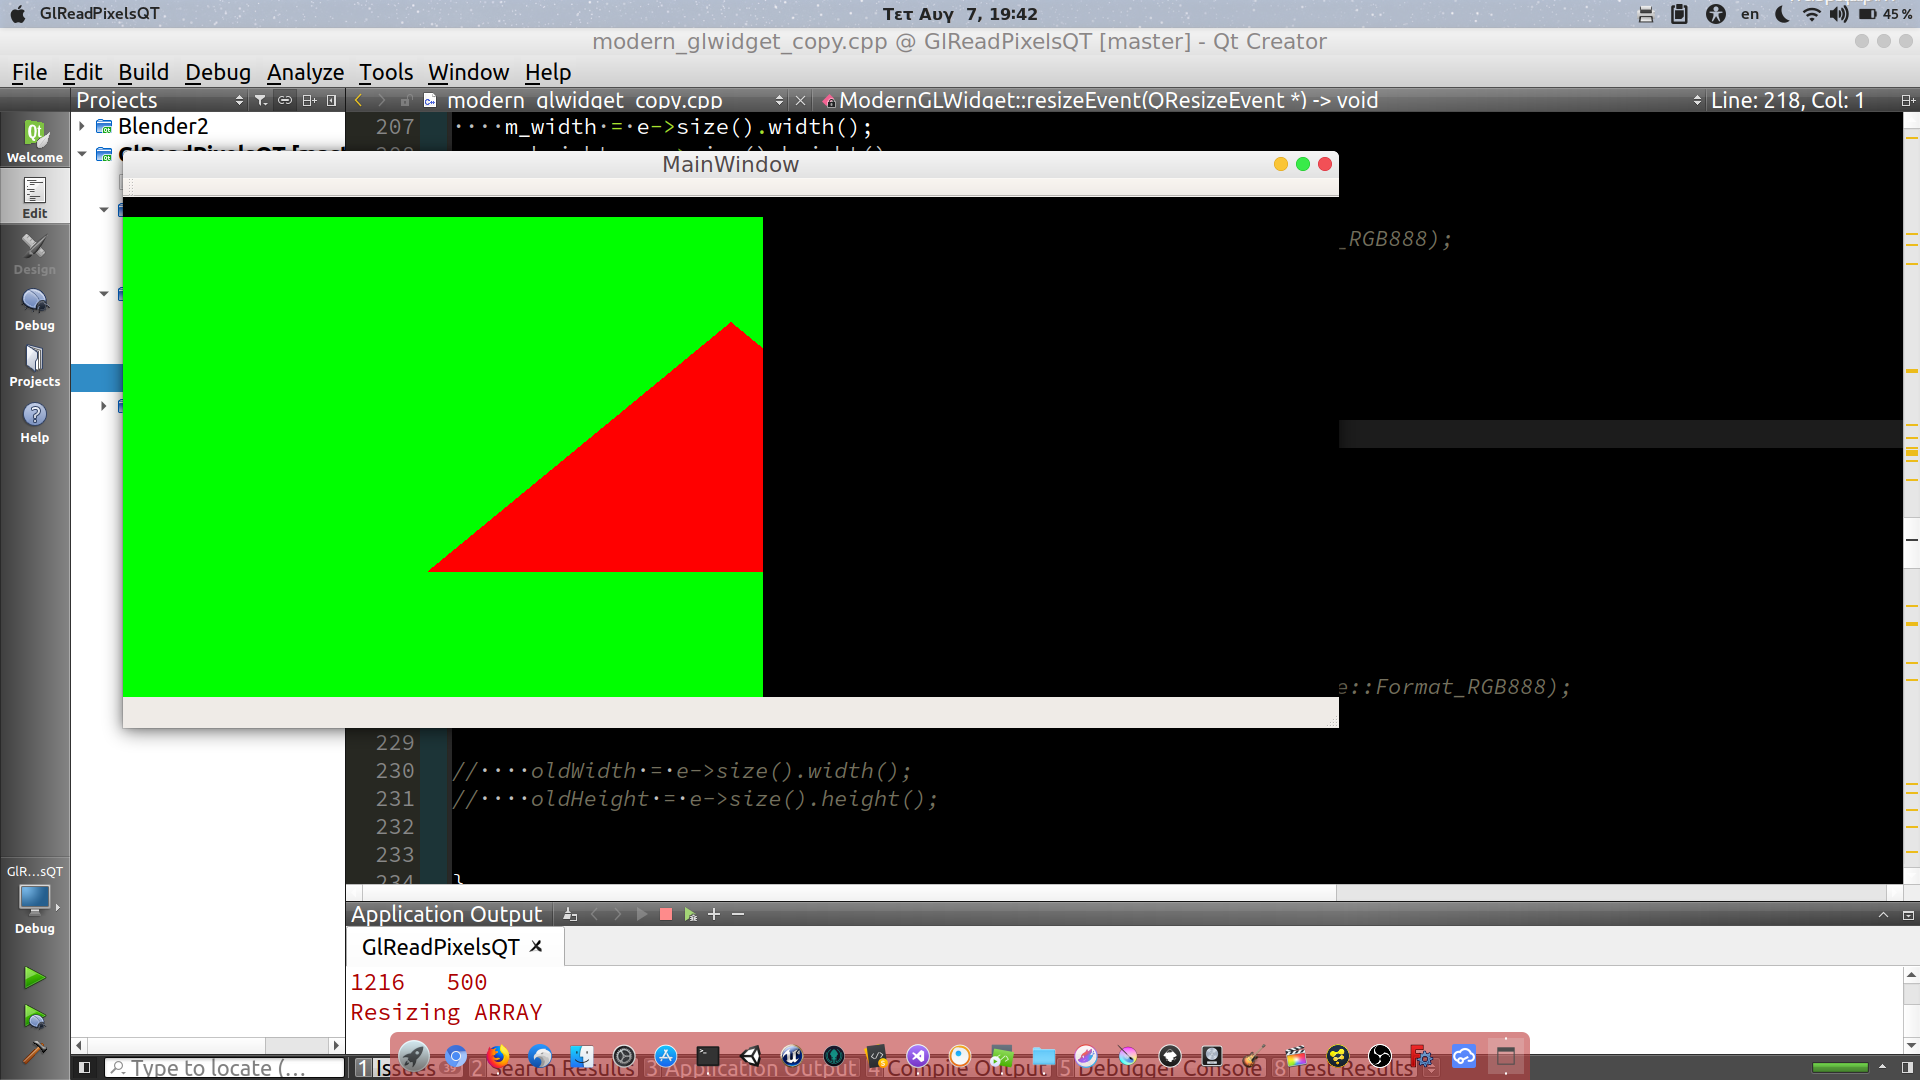 GlReadPixelsQT
Τετ Αυγ 7, 19:42
en
45 %
modern_glwidget_copy.cpp @ GlReadPixelsQT [master] - Qt Creator
File Edit Build Debug Analyze Tools Window Help
Projects
modern_glwidget_copy.cpp
ModernGLWidget::resizeEvent(QResizeEvent *) -> void
Line: 218, Col: 1
Welcome
Edit
Design
Debug
Projects
Help
Blender2
207 ····m_width·=·e->size().width();
MainWindow
_RGB888);
e::Format_RGB888);
229
230 //····oldWidth·=·e->size().width();
231 //····oldHeight·=·e->size().height();
232
233
234 }
GlR...sQT
Debug
Application Output
GlReadPixelsQT
1216 500
Resizing ARRAY
Type to locate (...
1 Issues 39 2 Search Results 3 Application Output 4 Compile Output 5 Debugger Console 8 Test Results